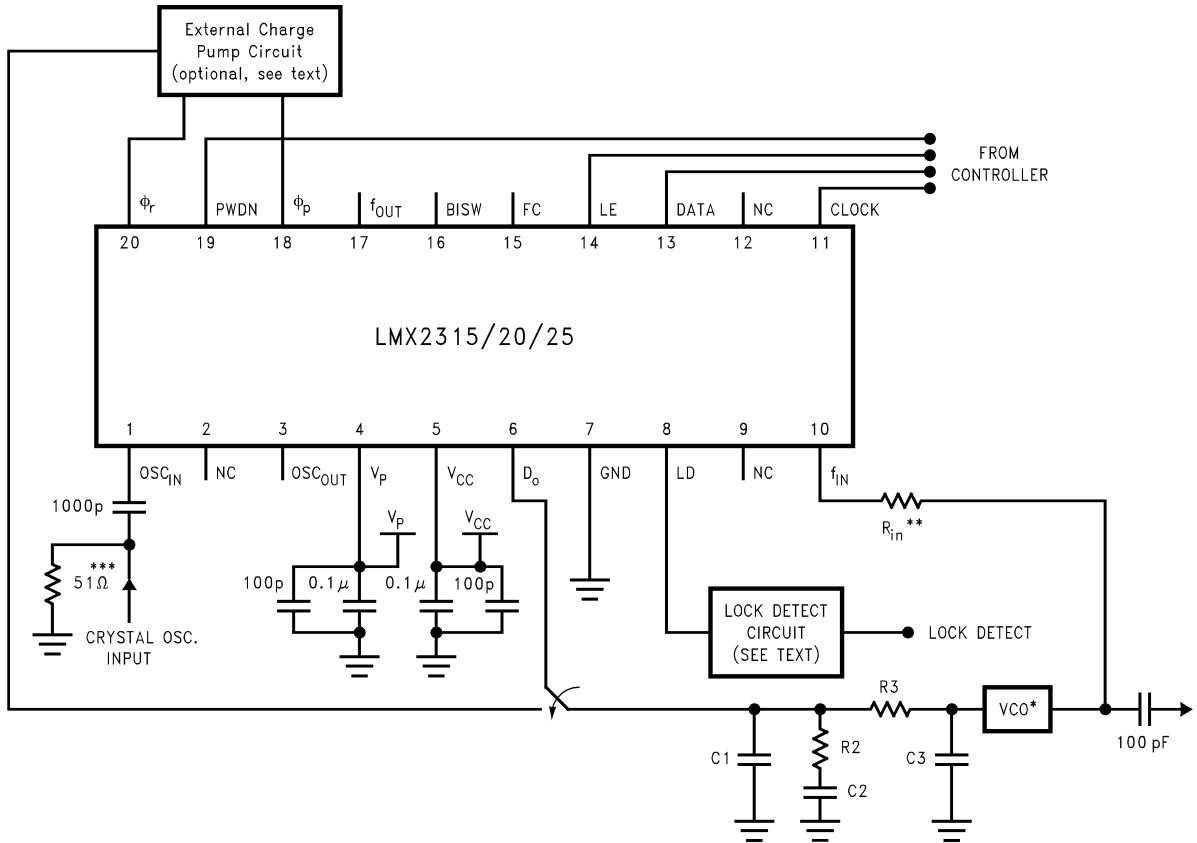 External Charge
Pump Circuit
(optional, see text)
FROM
CONTROLLER
ϕr PWDN ϕp fOUT BISW FC LE DATA NC CLOCK
20 19 18 17 16 15 14 13 12 11
LMX2315/20/25
1 2 3 4 5 6 7 8 9 10
OSCIN NC OSCOUT VP VCC Do GND LD NC fIN
1000p
VP VCC
Rin**
51Ω ***
100p 0.1μ 0.1μ 100p
CRYSTAL OSC.
INPUT
LOCK DETECT
CIRCUIT
(SEE TEXT)
LOCK DETECT
R3
VCO*
100 pF
C1
R2
C3
C2